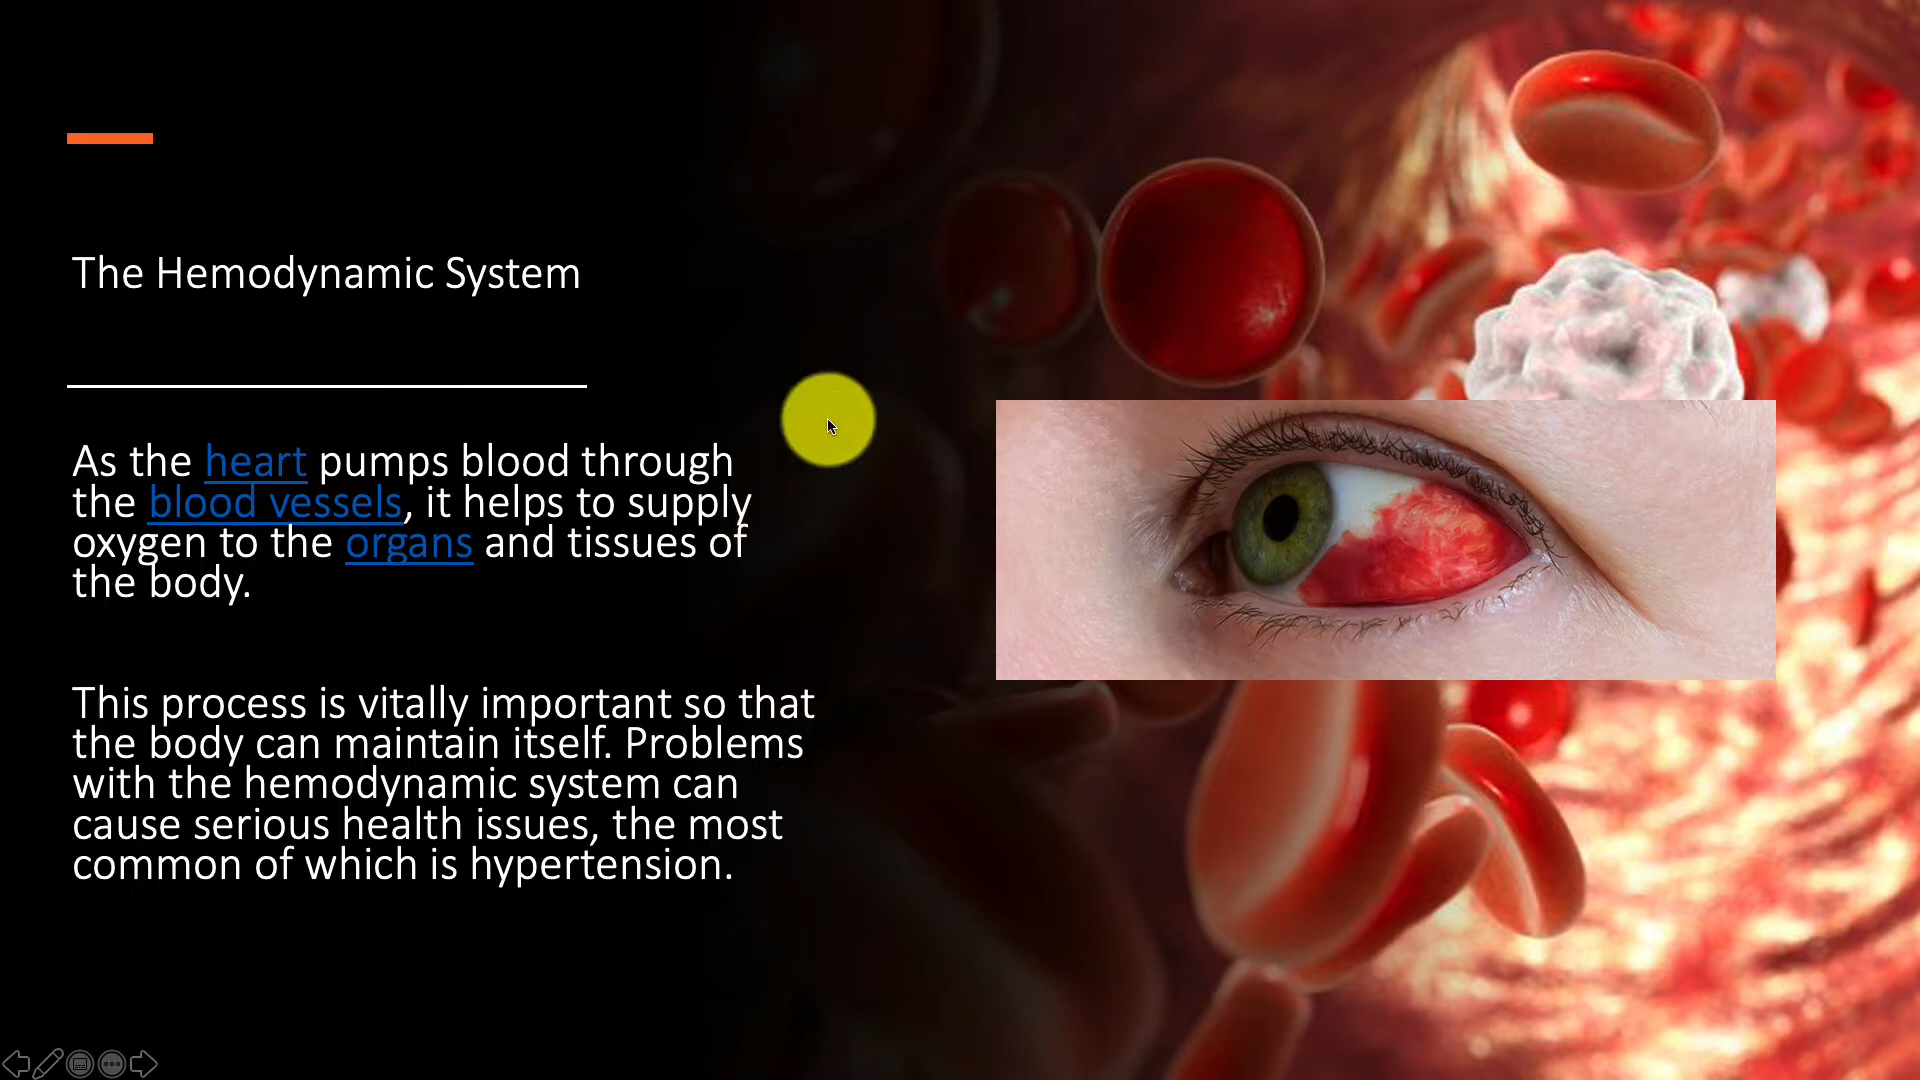 The Hemodynamic System
As the heart pumps blood through
the blood vessels, it helps to supply
oxygen to the organs and tissues of
the body.
This process is vitally important so that
the body can maintain itself. Problems
with the hemodynamic system can
cause serious health issues, the most
common of which is hypertension.